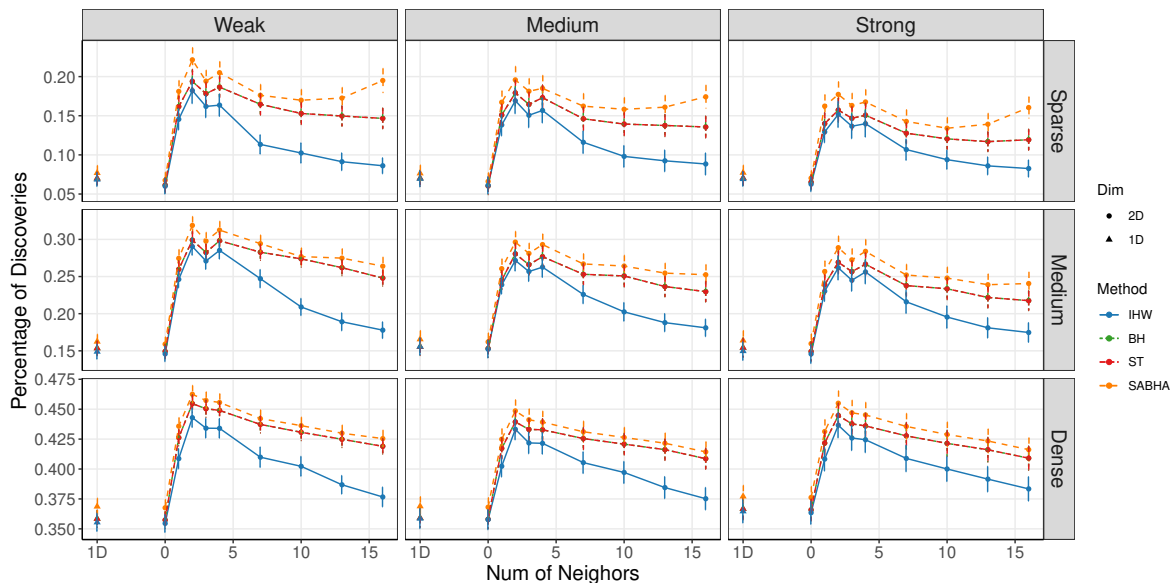 Weak Medium Strong
Percentage of Discoveries
0.20
0.15
0.10
0.05
Sparse
0.30
0.25
0.20
0.15
Medium
0.475
0.450
0.425
0.400
0.375
0.350
Dense
1D 0 5 10 15 1D 0 5 10 15 1D 0 5 10 15
Num of Neighors
Dim
2D
1D
Method
IHW
BH
ST
SABHA